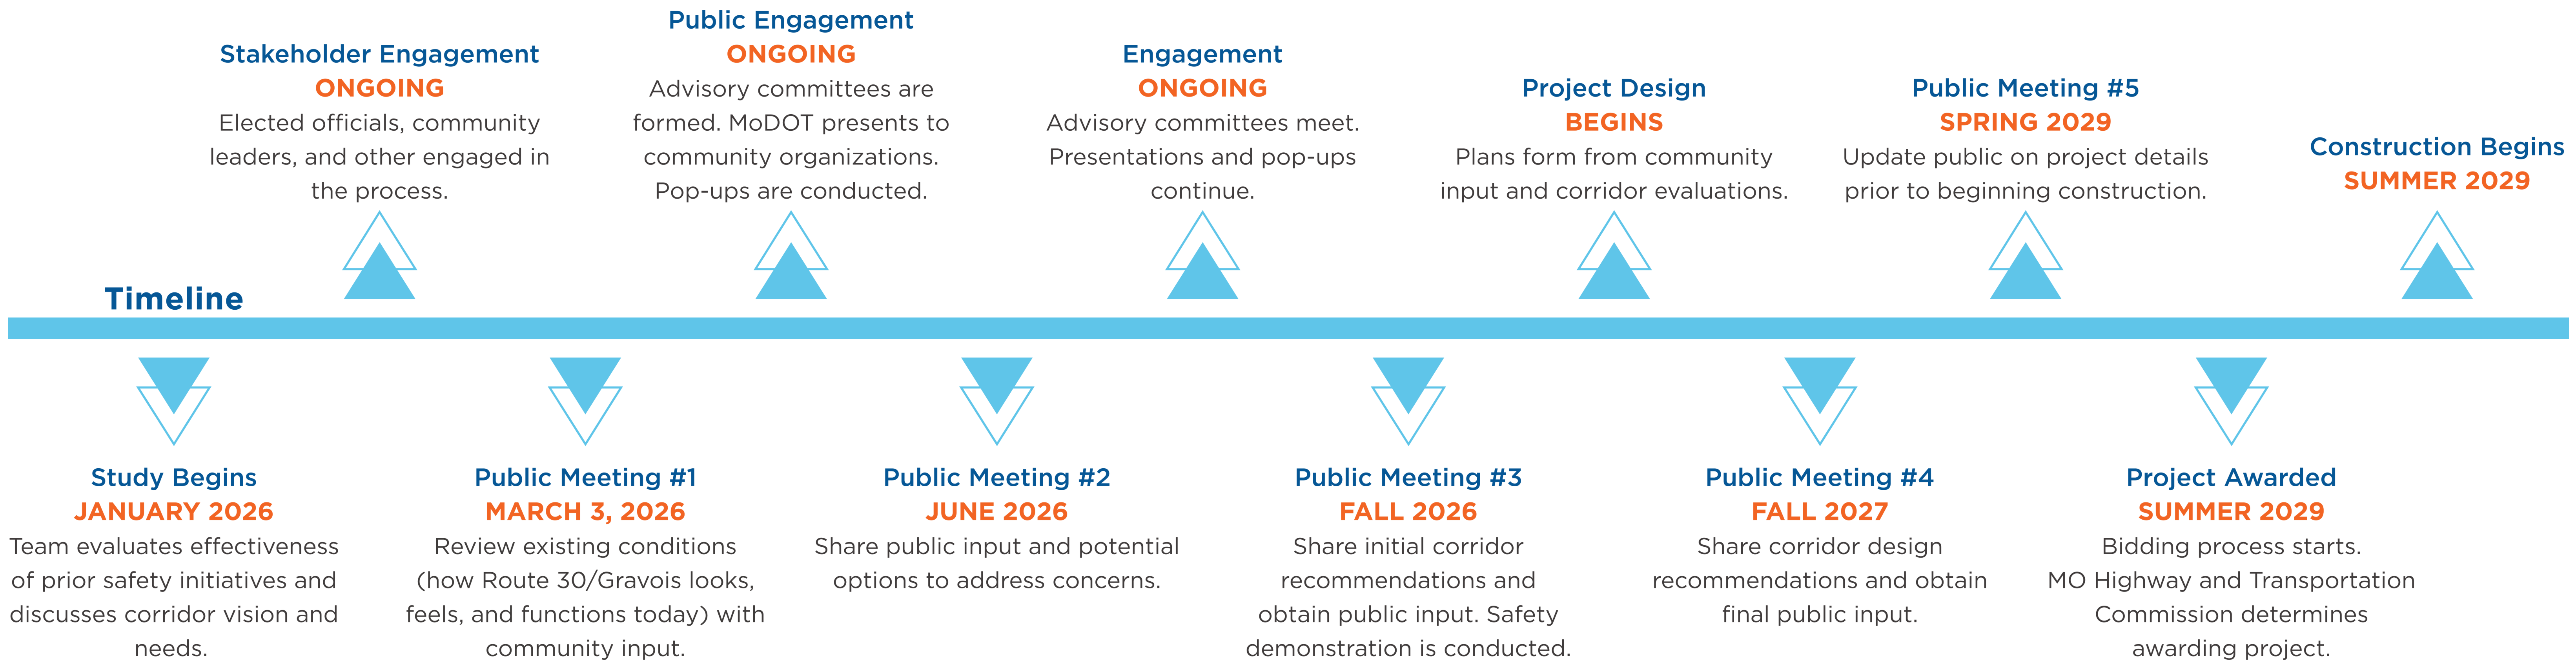 Stakeholder Engagement
ONGOING
Elected officials, community
leaders, and other engaged in
the process.
Public Engagement
ONGOING
Advisory committees are
formed. MoDOT presents to
community organizations.
Pop-ups are conducted.
Engagement
ONGOING
Advisory committees meet.
Presentations and pop-ups
continue.
Project Design
BEGINS
Plans form from community
input and corridor evaluations.
Public Meeting #5
SPRING 2029
Update public on project details
prior to beginning construction.
Construction Begins
SUMMER 2029
Timeline
Study Begins
JANUARY 2026
Team evaluates effectiveness
of prior safety initiatives and
discusses corridor vision and
needs.
Public Meeting #1
MARCH 3, 2026
Review existing conditions
(how Route 30/Gravois looks,
feels, and functions today) with
community input.
Public Meeting #2
JUNE 2026
Share public input and potential
options to address concerns.
Public Meeting #3
FALL 2026
Share initial corridor
recommendations and
obtain public input. Safety
demonstration is conducted.
Public Meeting #4
FALL 2027
Share corridor design
recommendations and obtain
final public input.
Project Awarded
SUMMER 2029
Bidding process starts.
MO Highway and Transportation
Commission determines
awarding project.